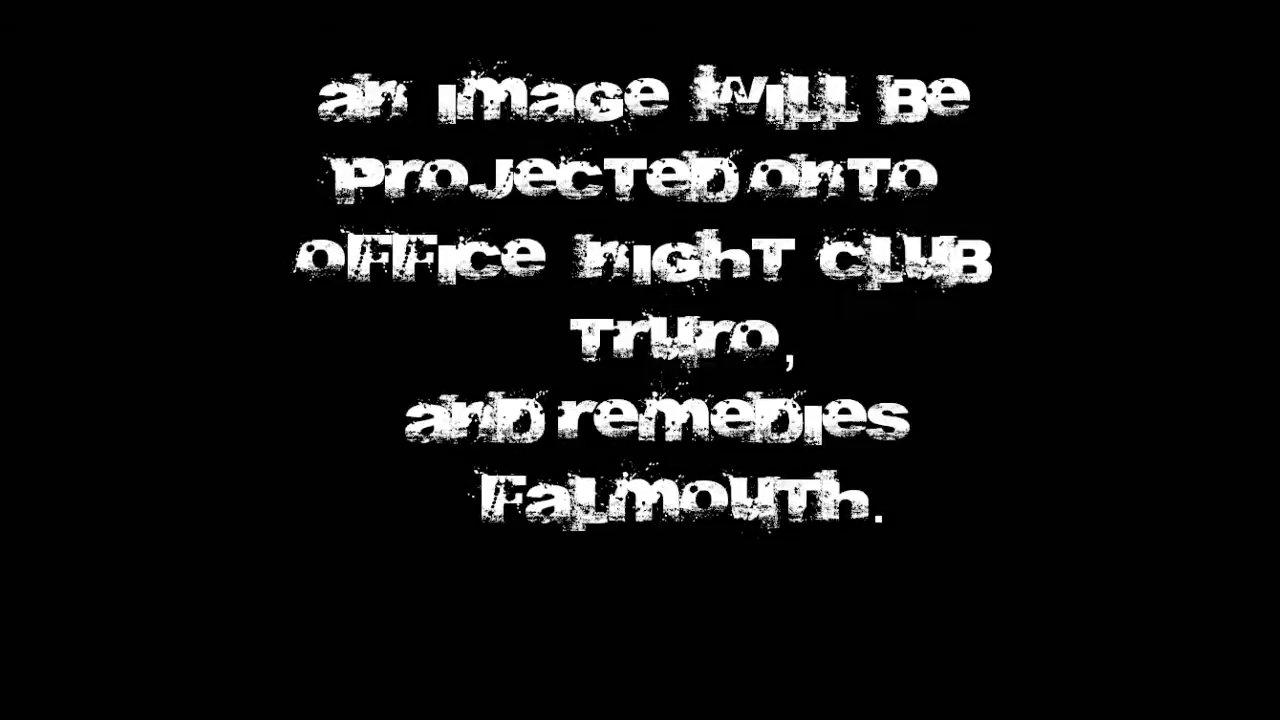 an image will be
projected onto
office night club
truro,
and remedies
falmouth.